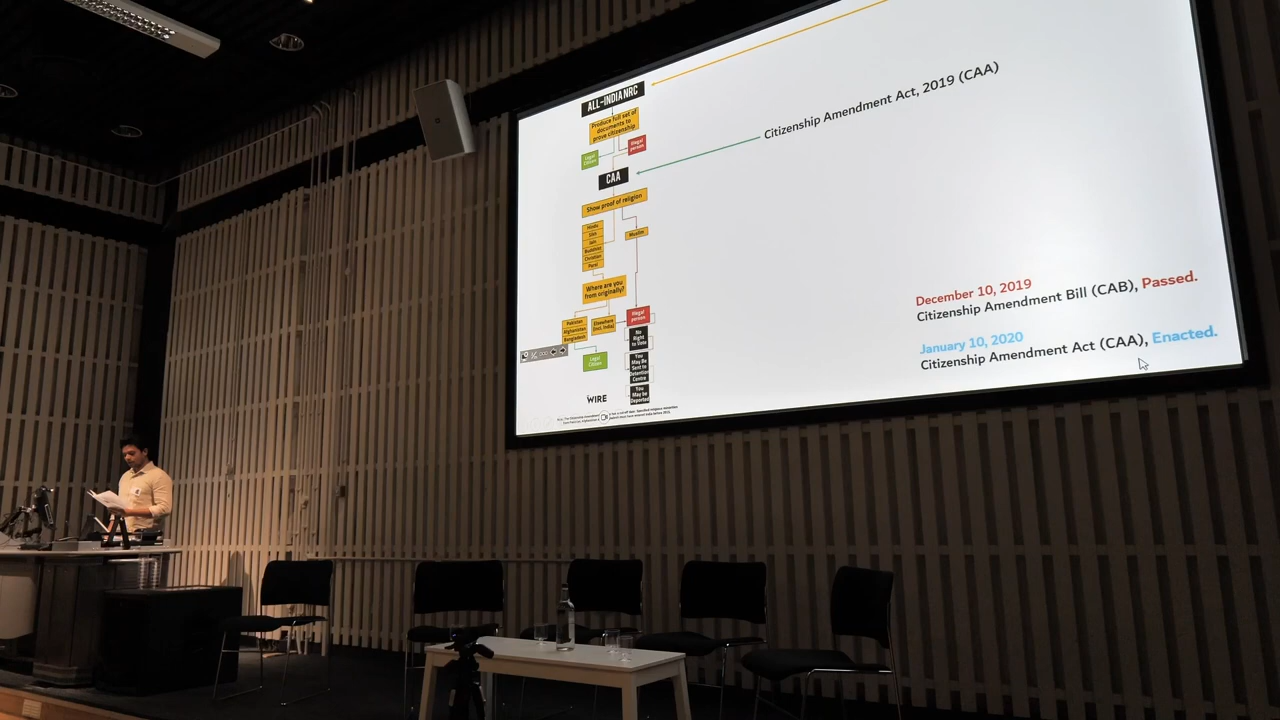 ALL-INDIA NRC
Produce full set of
documents to
prove citizenship
Legal
Citizen
Illegal
person
Citizenship Amendment Act, 2019 (CAA)
CAA
Show proof of religion
Hindu
Sikh
Jain
Buddhist
Christian
Parsi
Muslim
Where are you
from originally?
Pakistan
Afghanistan
Bangladesh
Elsewhere
(incl. India)
Illegal
person
Legal
Citizen
No
Right
to Vote
You
May Be
Sent to
Detention
Centre
You
May be
Deported
WIRE
December 10, 2019
Citizenship Amendment Bill (CAB), Passed.
January 10, 2020
Citizenship Amendment Act (CAA), Enacted.